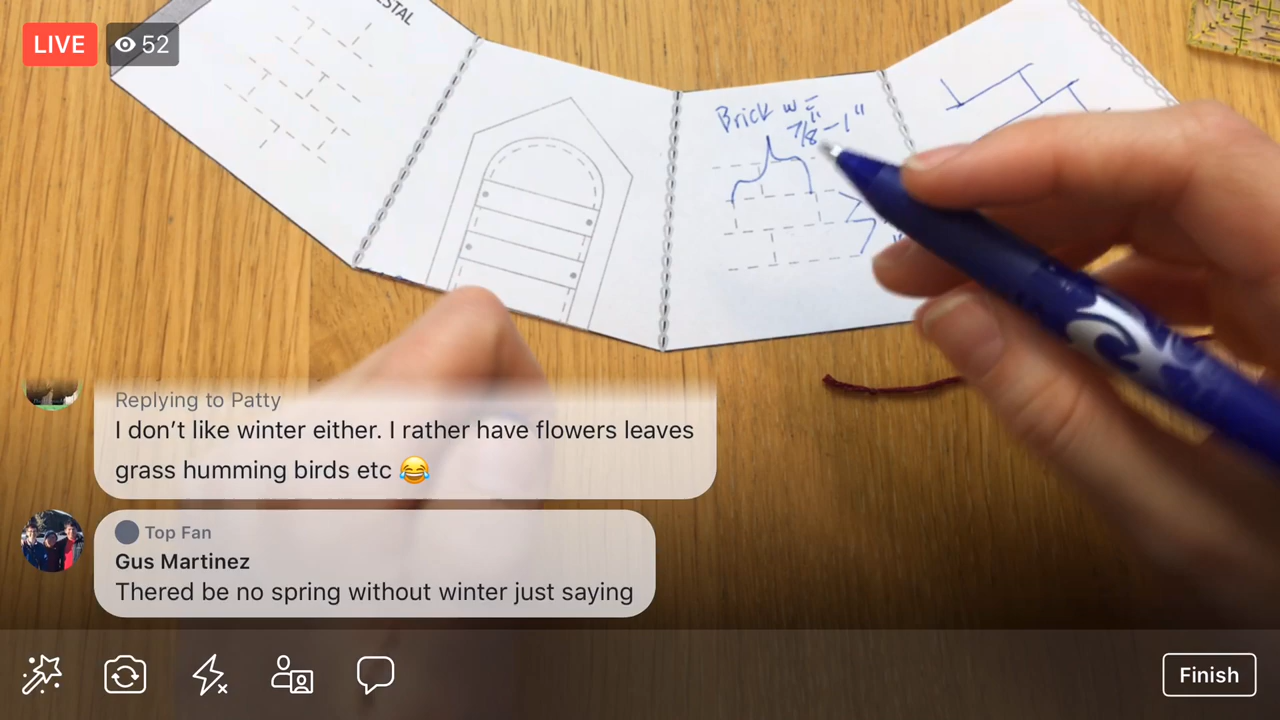 LIVE
52
Brick w =
7/8" - 1"
Replying to Patty
I don't like winter either. I rather have flowers leaves
grass humming birds etc 😂
Top Fan
Gus Martinez
Thered be no spring without winter just saying
Finish